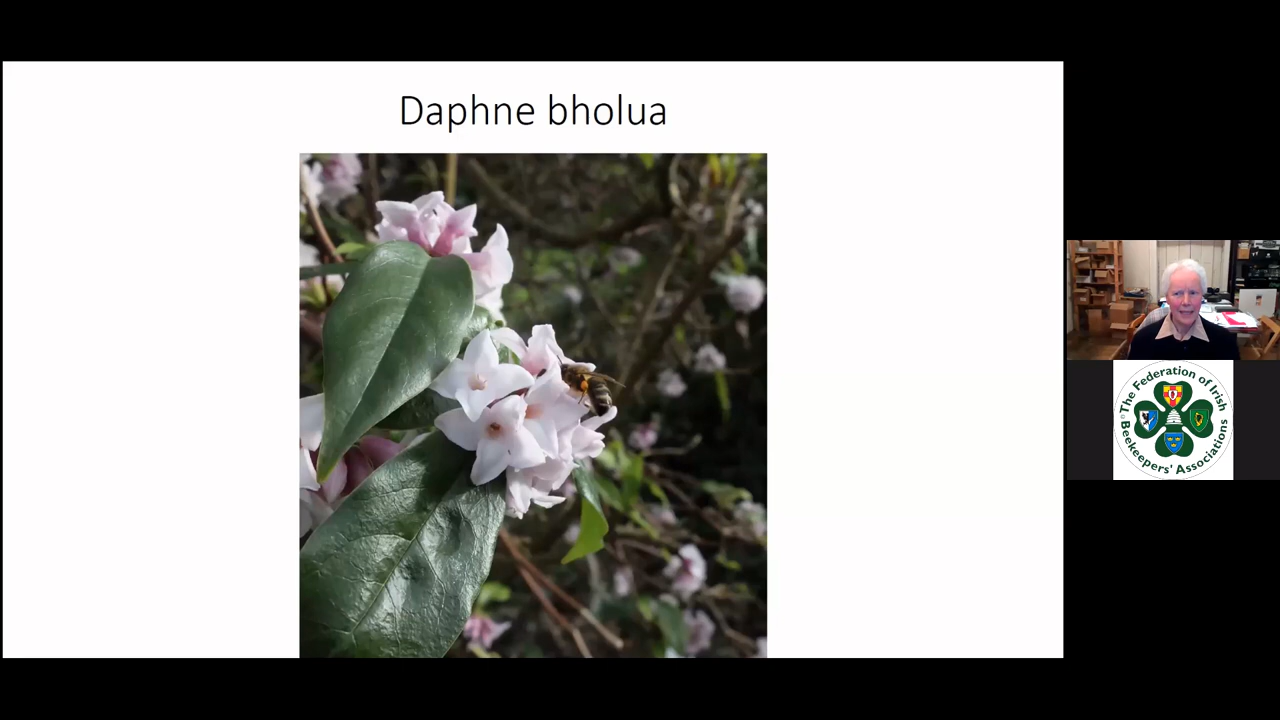 Daphne bholua
The Federation of Irish
Beekeepers' Associations